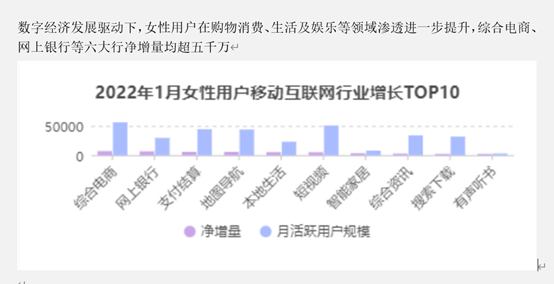 数字经济发展驱动下，女性用户在购物消费、生活及娱乐等领域渗透进一步提升，综合电商、
网上银行等六大行净增量均超五千万
2022年1月女性用户移动互联网行业增长TOP10
50000
0
综合电商
网上银行
支付结算
地图导航
本地生活
短视频
智能家居
综合资讯
搜索下载
有声听书
净增量
月活跃用户规模